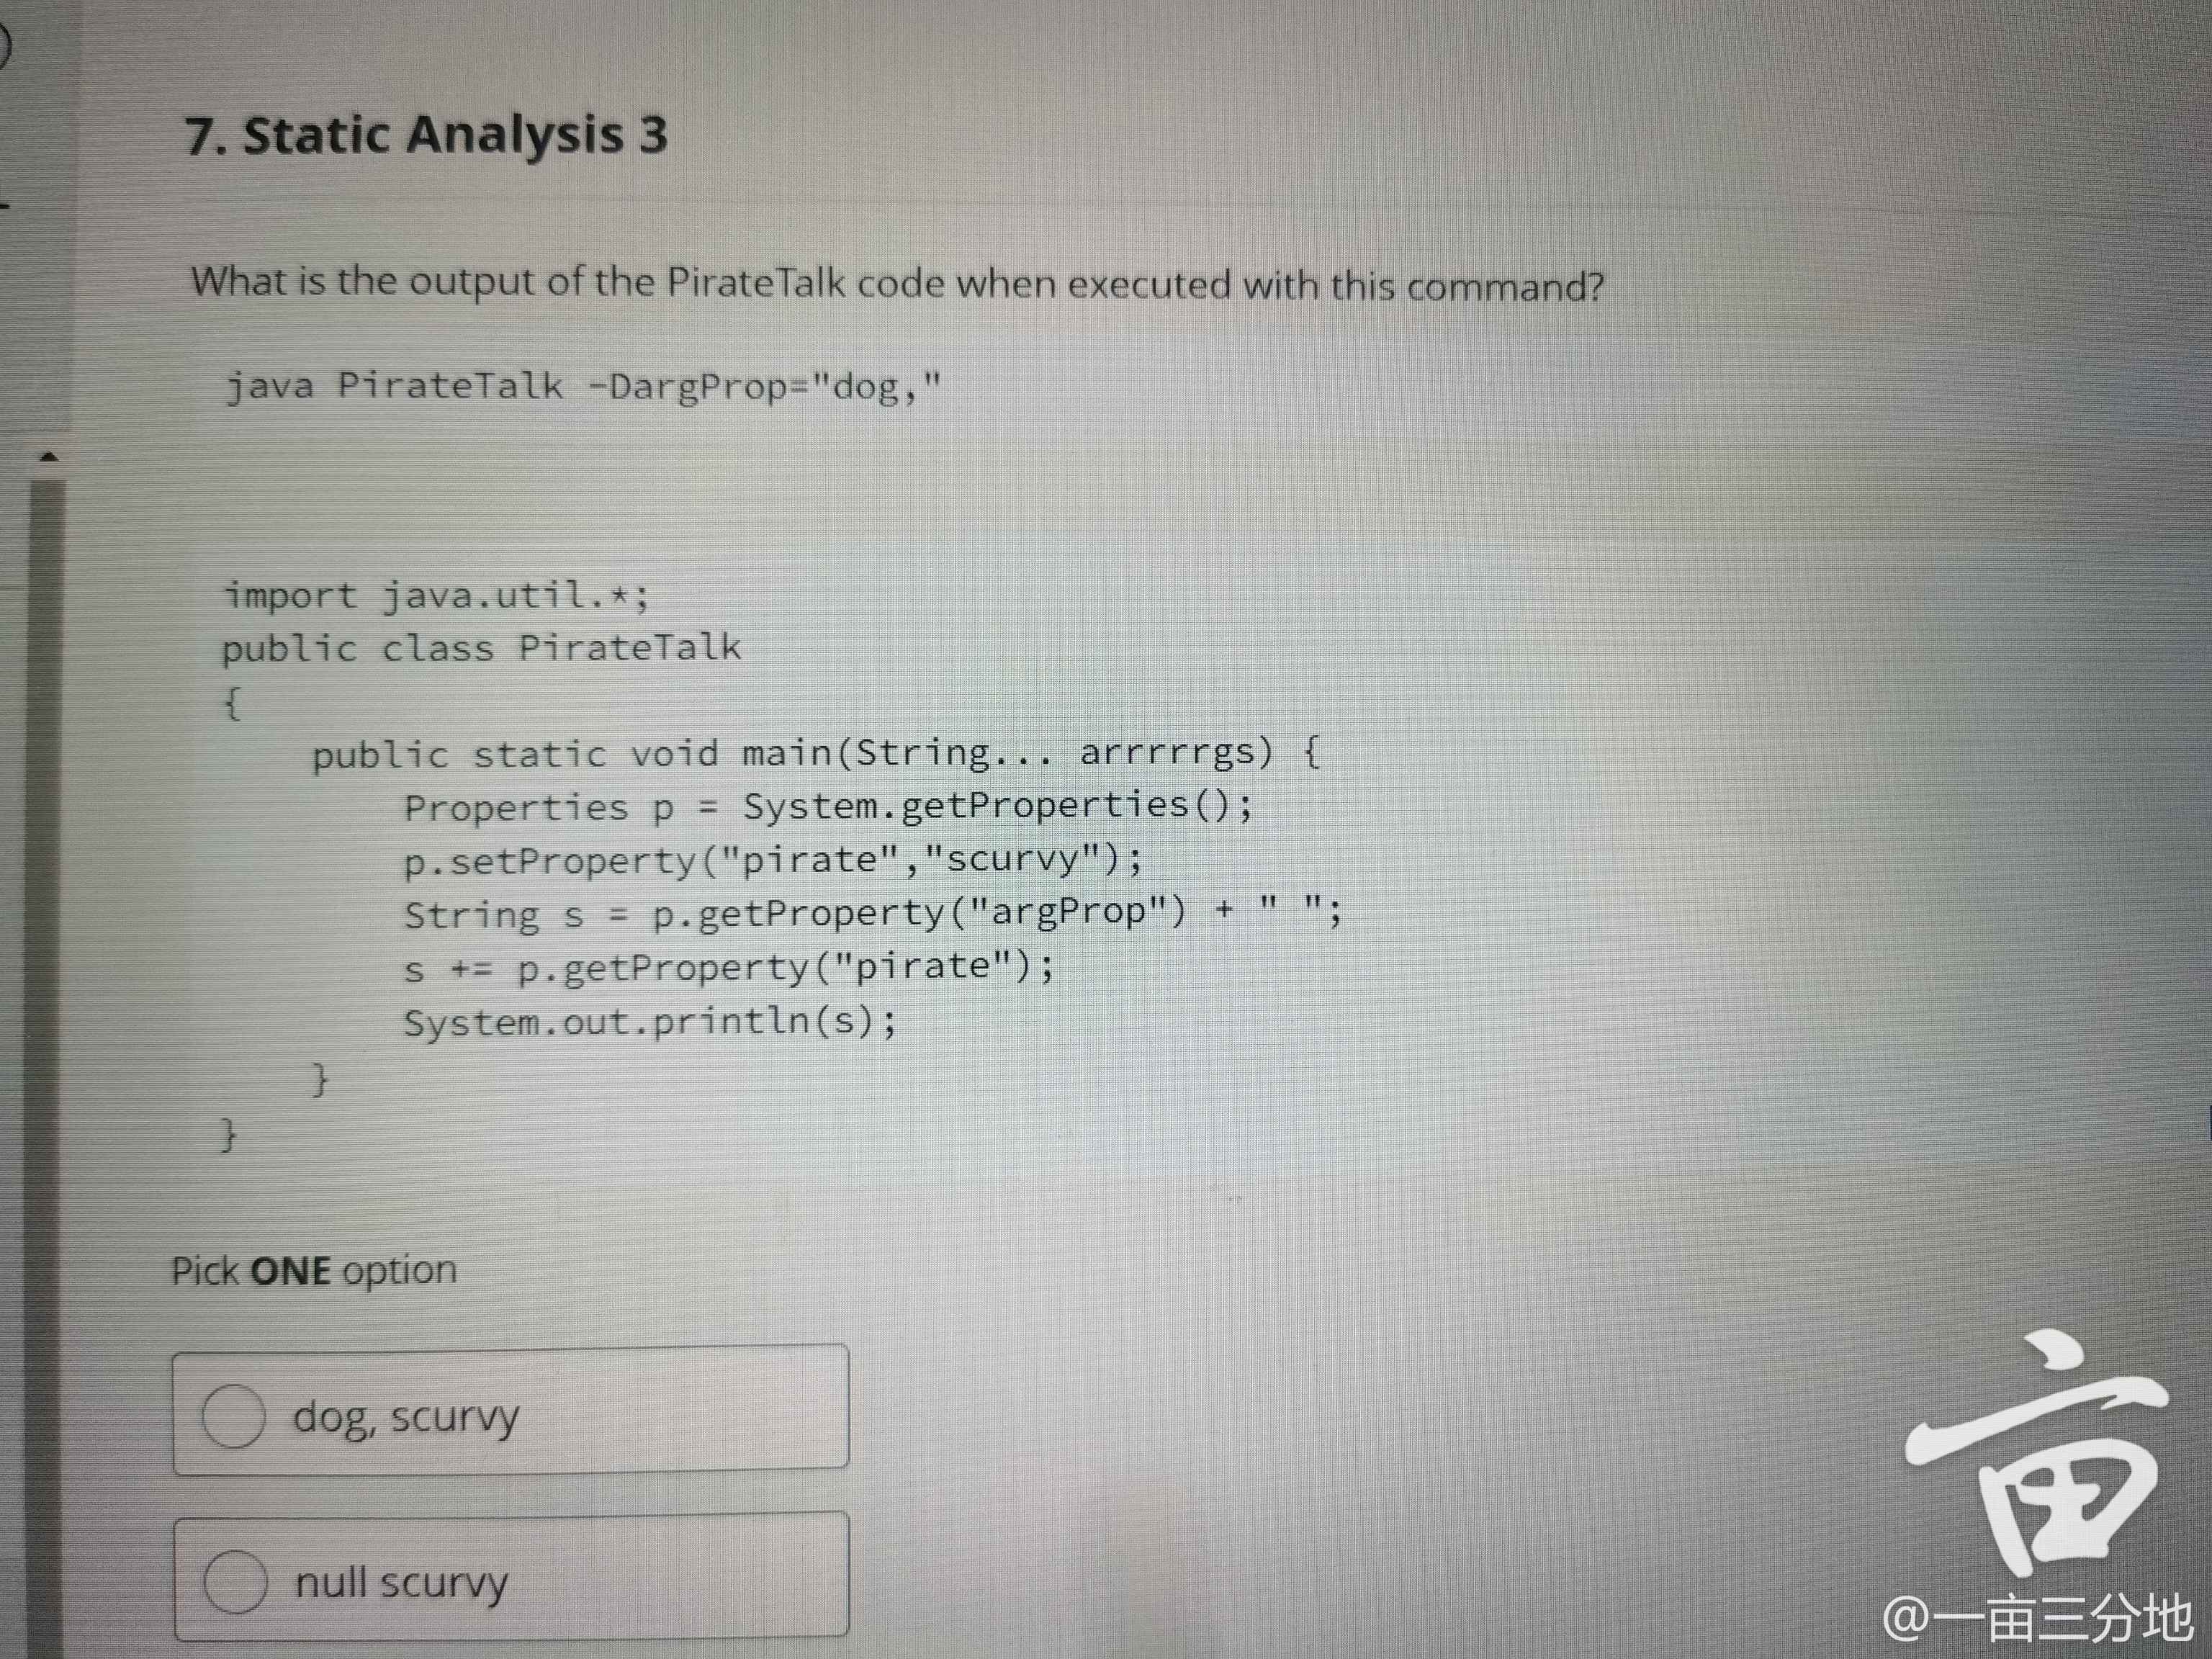 7. Static Analysis 3
What is the output of the PirateTalk code when executed with this command?
java PirateTalk -DargProp="dog,"
import java.util.*;
public class PirateTalk
{
public static void main(String... arrrrrgs) {
Properties p = System.getProperties();
p.setProperty("pirate","scurvy");
String s = p.getProperty("argProp") + " ";
s += p.getProperty("pirate");
System.out.println(s);
}
}
Pick ONE option
dog, scurvy
null scurvy
亩
@一亩三分地